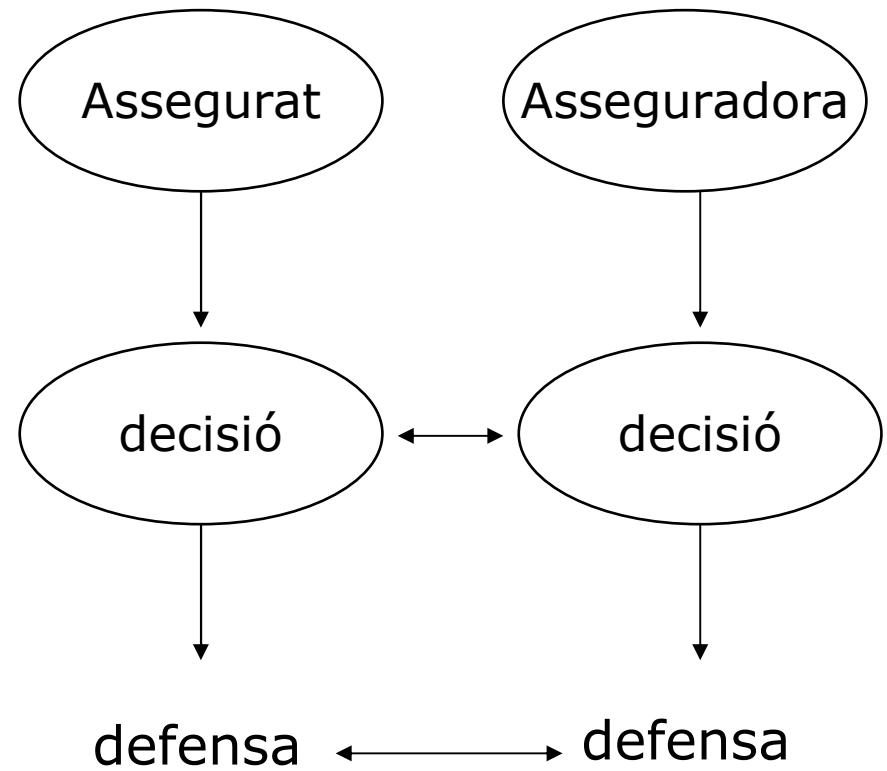 Assegurat
Asseguradora
decisió
decisió
defensa
defensa